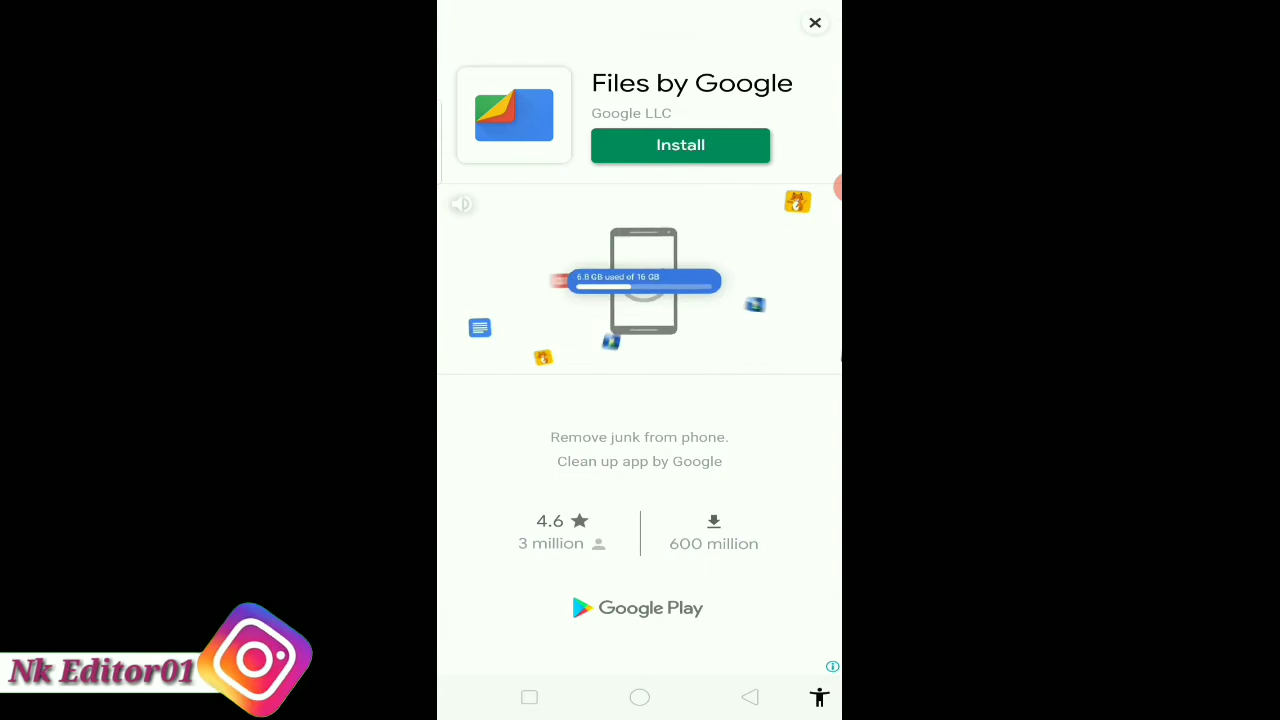 Files by Google
Google LLC
Install
6.8 GB used of 16 GB
Remove junk from phone.
Clean up app by Google
4.6
3 million
600 million
Google Play
Nk Editor01